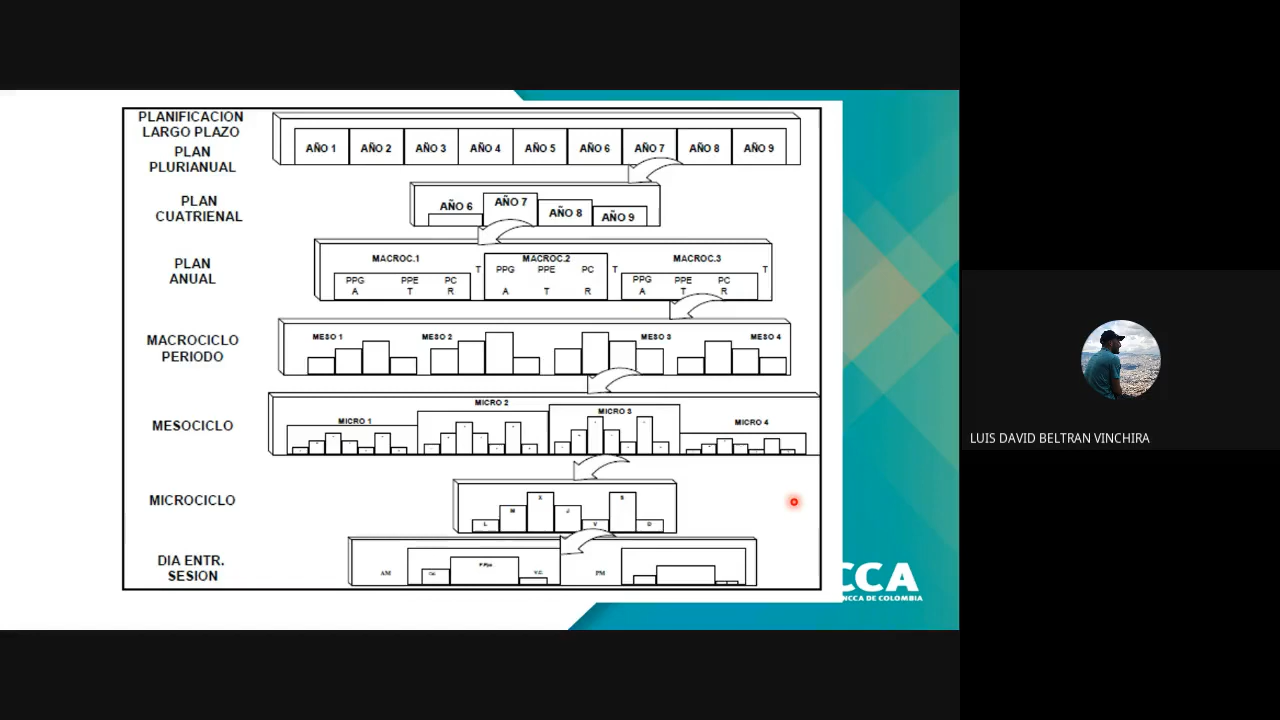 PLANIFICACION
LARGO PLAZO
PLAN
PLURIANUAL
AÑO 1 AÑO 2 AÑO 3 AÑO 4 AÑO 5 AÑO 6 AÑO 7 AÑO 8 AÑO 9
PLAN
CUATRIENAL
AÑO 6 AÑO 7 AÑO 8 AÑO 9
PLAN
ANUAL
MACROC.1 MACROC.2 MACROC.3
T T T
PPG PPE PC PPG PPE PC PPG PPE PC
A T R A T R A T R
MACROCICLO
PERIODO
MESO 1 MESO 2 MESO 3 MESO 4
MESOCICLO
MICRO 1 MICRO 2 MICRO 3 MICRO 4
MICROCICLO
L M X J V S D
DIA ENTR.
SESION
AM P.Ppa V.C. PM
CCA
NCCA DE COLOMBIA
LUIS DAVID BELTRAN VINCHIRA